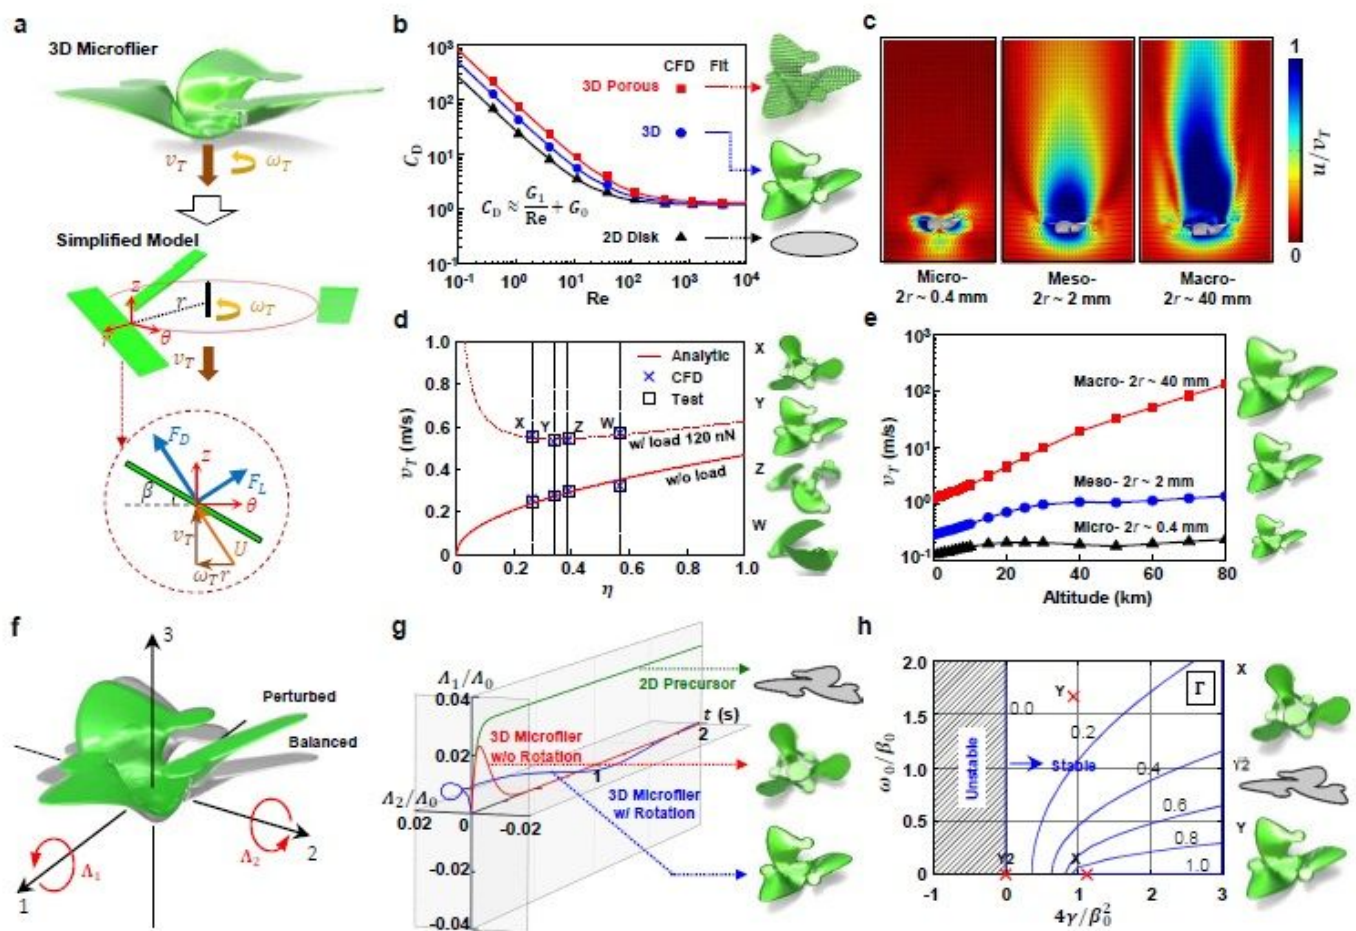 a
3D Microflier
v_T
ω_T
Simplified Model
z
r
ω_T
r
θ
v_T
F_D
z
F_L
β
θ
v_T
U
ω_T r
b
10^3
10^2
10^1
10^0
10^-1
C_D
CFD Fit
3D Porous
3D
C_D ≈ G_1/Re + G_0
2D Disk
10^-1 10^0 10^1 10^2 10^3 10^4
Re
c
1
u/v_T
0
Micro-
2r ~ 0.4 mm
Meso-
2r ~ 2 mm
Macro-
2r ~ 40 mm
d
1.0
0.8
0.6
0.4
0.2
0
v_T (m/s)
Analytic
CFD
Test
X Y Z W
w/ load 120 nN
w/o load
0 0.2 0.4 0.6 0.8 1.0
η
X
Y
Z
W
e
10^3
10^2
10^1
10^0
10^-1
v_T (m/s)
Macro- 2r ~ 40 mm
Meso- 2r ~ 2 mm
Micro- 2r ~ 0.4 mm
0 20 40 60 80
Altitude (km)
f
3
Perturbed
Balanced
Λ_1
1
Λ_2
2
g
Λ_1/Λ_0
0.04
0.02
Λ_2/Λ_0
0.02
0
-0.02
-0.02
-0.04
2D Precursor
t (s)
2
1
3D Microflier
w/o Rotation
3D Microflier
w/ Rotation
h
2.0
1.5
1.0
0.5
0
ω_0/β_0
Unstable
Stable
Γ
Y
0.0
0.2
0.4
0.6
0.8
1.0
Y2
X
-1 0 1 2 3
4γ/β_0^2
X
Y2
Y